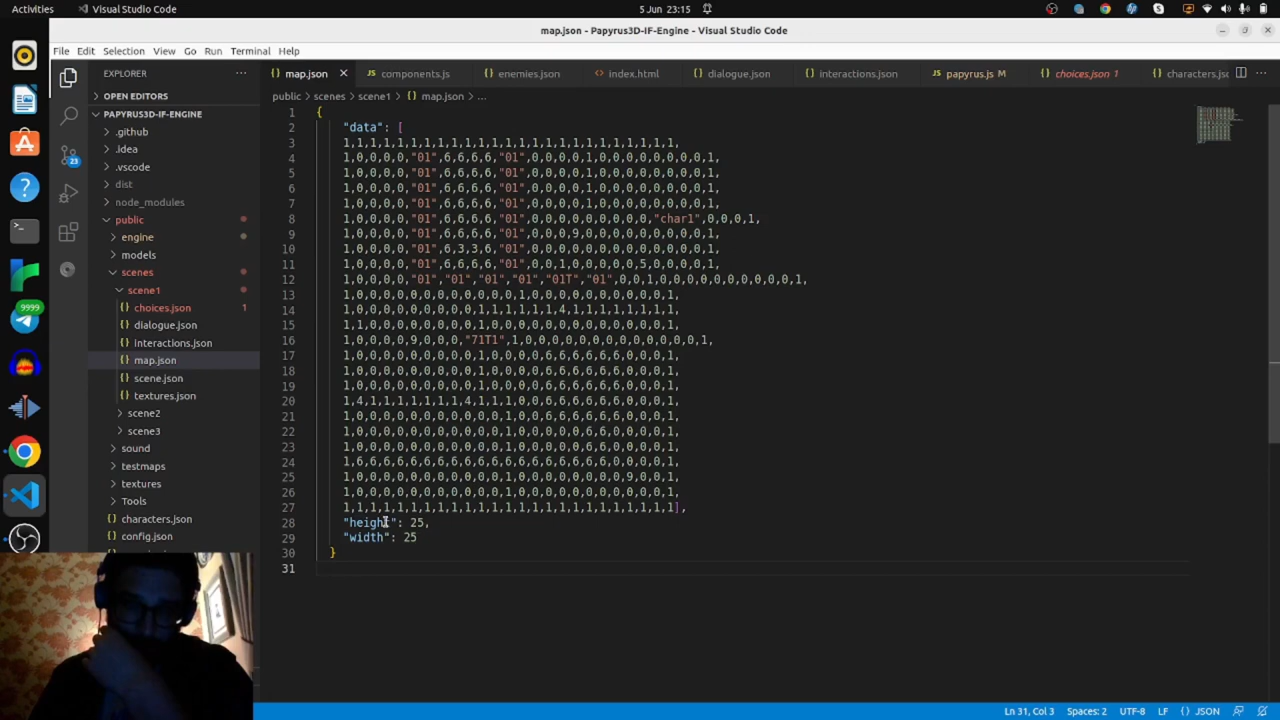 Activities
Visual Studio Code
5 Jun 23:15
map.json - Papyrus3D-IF-Engine - Visual Studio Code
File Edit Selection View Go Run Terminal Help
EXPLORER
map.json
components.js
enemies.json
index.html
dialogue.json
interactions.json
papyrus.js M
choices.json 1
characters.jsc
OPEN EDITORS
public > scenes > scene1 > map.json > ...
PAPYRUS3D-IF-ENGINE
.github
.idea
.vscode
dist
node_modules
public
engine
models
scenes
scene1
choices.json 1
dialogue.json
interactions.json
map.json
scene.json
textures.json
scene2
scene3
sound
testmaps
textures
Tools
characters.json
config.json
23
9999
1 {
2 "data": [
3 1,1,1,1,1,1,1,1,1,1,1,1,1,1,1,1,1,1,1,1,1,1,1,1,1,
4 1,0,0,0,0,"01",6,6,6,6,"01",0,0,0,0,1,0,0,0,0,0,0,0,0,1,
5 1,0,0,0,0,"01",6,6,6,6,"01",0,0,0,0,1,0,0,0,0,0,0,0,0,1,
6 1,0,0,0,0,"01",6,6,6,6,"01",0,0,0,0,1,0,0,0,0,0,0,0,0,1,
7 1,0,0,0,0,"01",6,6,6,6,"01",0,0,0,0,1,0,0,0,0,0,0,0,0,1,
8 1,0,0,0,0,"01",6,6,6,6,"01",0,0,0,0,0,0,0,0,0,"char1",0,0,0,1,
9 1,0,0,0,0,"01",6,6,6,6,"01",0,0,0,9,0,0,0,0,0,0,0,0,0,1,
10 1,0,0,0,0,"01",6,3,3,6,"01",0,0,0,0,0,0,0,0,0,0,0,0,0,1,
11 1,0,0,0,0,"01",6,6,6,6,"01",0,0,1,0,0,0,0,0,5,0,0,0,0,1,
12 1,0,0,0,0,"01","01","01","01","01T","01",0,0,1,0,0,0,0,0,0,0,0,0,0,1,
13 1,0,0,0,0,0,0,0,0,0,0,0,0,1,0,0,0,0,0,0,0,0,0,0,1,
14 1,0,0,0,0,0,0,0,0,0,1,1,1,1,1,1,4,1,1,1,1,1,1,1,1,
15 1,1,0,0,0,0,0,0,0,0,1,0,0,0,0,0,0,0,0,0,0,0,0,0,1,
16 1,0,0,0,0,9,0,0,0,"71T1",1,0,0,0,0,0,0,0,0,0,0,0,0,0,1,
17 1,0,0,0,0,0,0,0,0,0,1,0,0,0,0,6,6,6,6,6,6,0,0,0,1,
18 1,0,0,0,0,0,0,0,0,0,1,0,0,0,0,6,6,6,6,6,6,0,0,0,1,
19 1,0,0,0,0,0,0,0,0,0,1,0,0,0,0,6,6,6,6,6,6,0,0,0,1,
20 1,4,1,1,1,1,1,1,1,4,1,1,1,0,0,6,6,6,6,6,6,0,0,0,1,
21 1,0,0,0,0,0,0,0,0,0,0,0,1,0,0,6,6,6,6,6,6,0,0,0,1,
22 1,0,0,0,0,0,0,0,0,0,0,0,1,0,0,0,0,0,6,6,0,0,0,0,1,
23 1,0,0,0,0,0,0,0,0,0,0,0,1,0,0,0,0,0,6,6,0,0,0,0,1,
24 1,6,6,6,6,6,6,6,6,6,6,6,6,6,6,6,6,6,6,6,6,0,0,0,1,
25 1,0,0,0,0,0,0,0,0,0,0,0,1,0,0,0,0,0,0,0,0,9,0,0,1,
26 1,0,0,0,0,0,0,0,0,0,0,0,1,0,0,0,0,0,0,0,0,0,0,0,1,
27 1,1,1,1,1,1,1,1,1,1,1,1,1,1,1,1,1,1,1,1,1,1,1,1,1],
28 "height": 25,
29 "width": 25
30 }
31
Ln 31, Col 3
Spaces: 2
UTF-8
LF
{} JSON